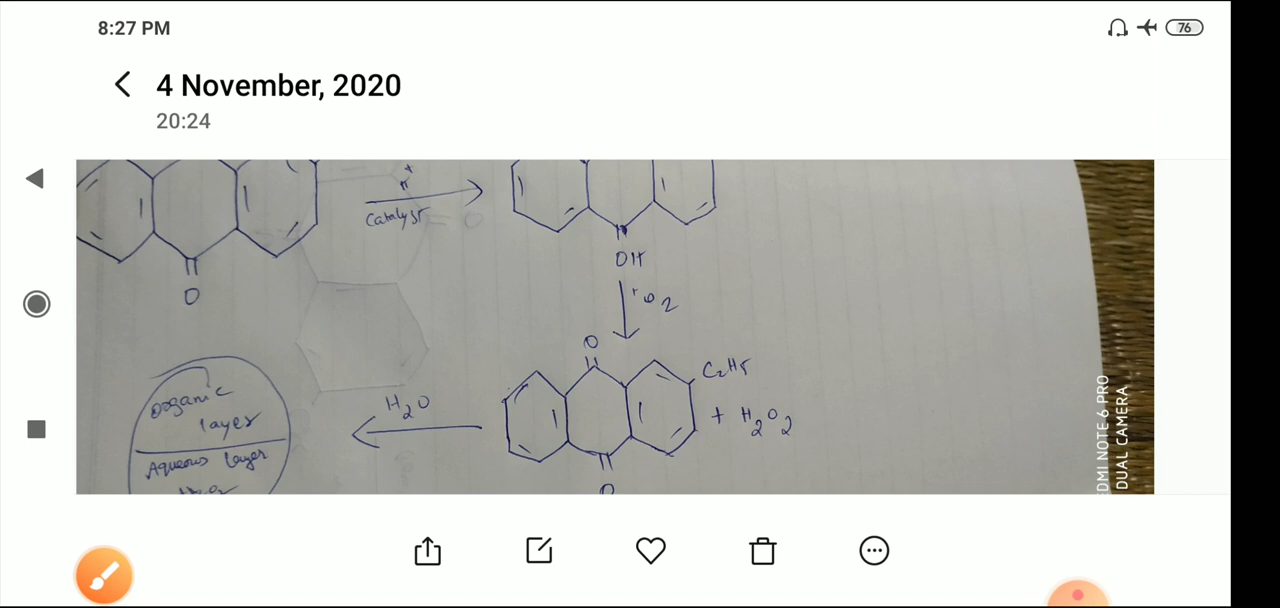 8:27 PM
76
4 November, 2020
20:24
H+
Catalyst
O
OH
+ O2
O
C2H5
+ H2O2
H2O
O
Organic
layer
Aqueous layer
H2O2
REDMI NOTE 6 PRO
DUAL CAMERA